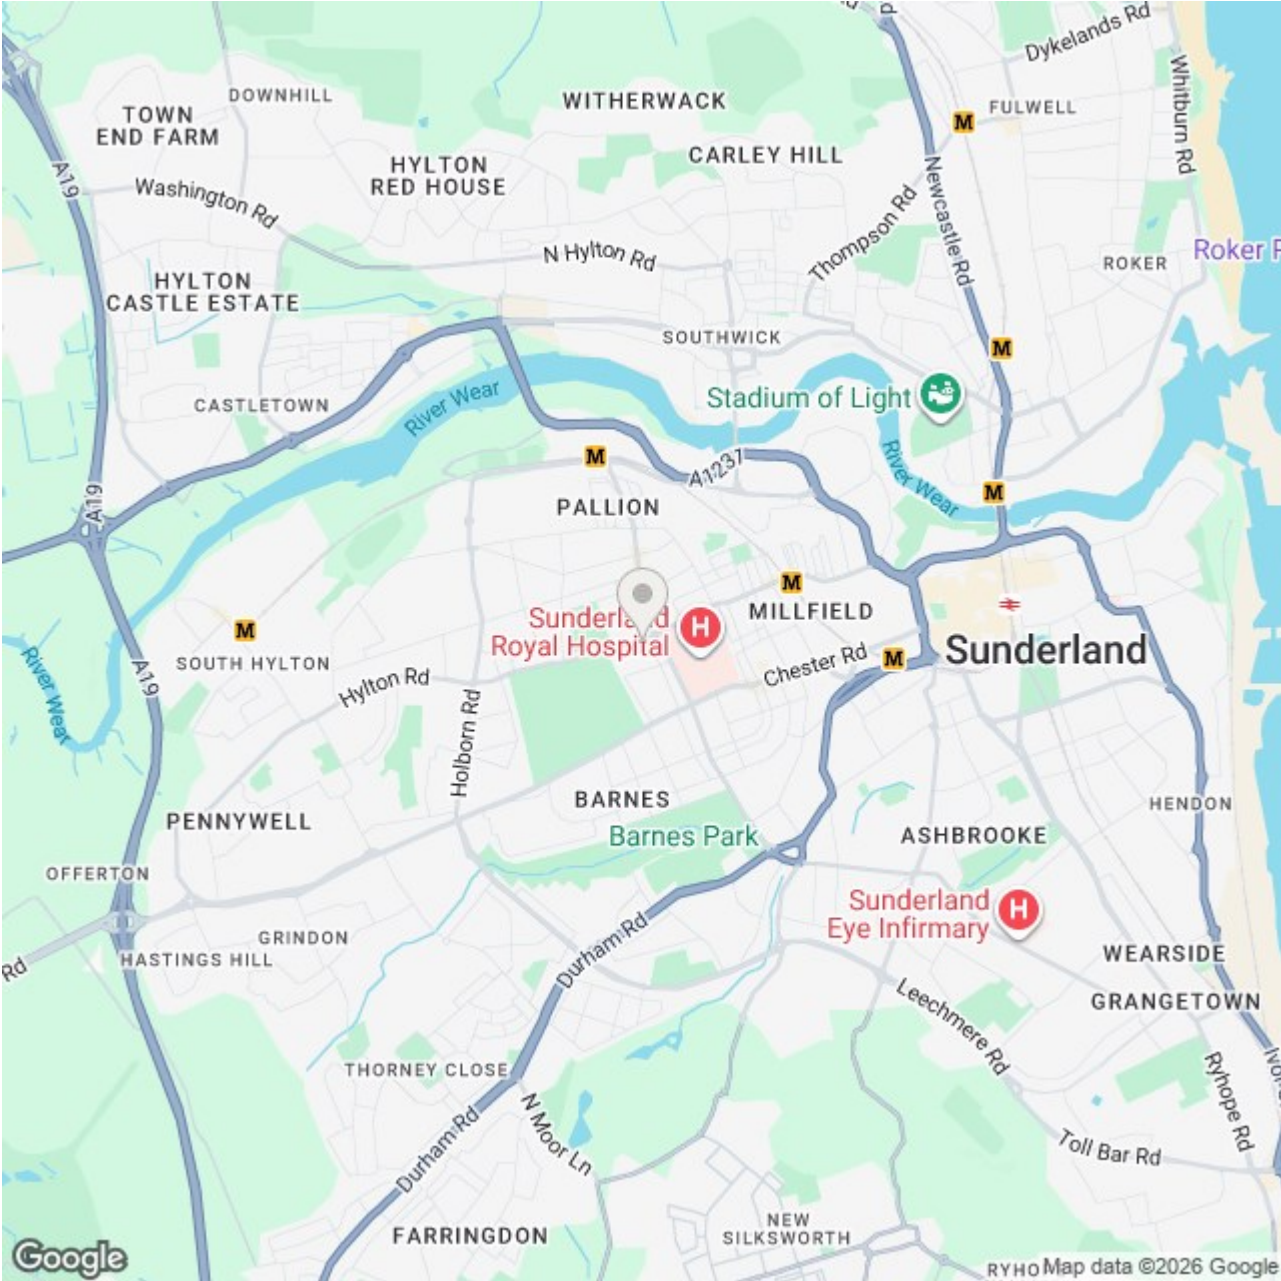 Dykelands Rd
DOWNHILL
TOWN
END FARM
WITHERWACK
FULWELL
M
Whitburn Rd
HYLTON
RED HOUSE
CARLEY HILL
A19
Washington Rd
Newcastle Rd
Thompson Rd
N Hylton Rd
Roker
ROKER
HYLTON
CASTLE ESTATE
SOUTHWICK
M
Stadium of Light
CASTLETOWN
River Wear
M
A1231
River Wear
M
A19
PALLION
M
MILLFIELD
Sunderland
Royal Hospital
H
M
SOUTH HYLTON
Chester Rd
M
Sunderland
River Wear
A19
Hylton Rd
Holborn Rd
BARNES
HENDON
PENNYWELL
Barnes Park
ASHBROOKE
OFFERTON
Sunderland
Eye Infirmary
H
GRINDON
HASTINGS HILL
Rd
Durham Rd
WEARSIDE
GRANGETOWN
Leechmere Rd
THORNEY CLOSE
Ryhope Rd
N Moor Ln
Durham Rd
Toll Bar Rd
FARRINGDON
NEW
SILKSWORTH
Google
RYHO
Map data ©2026 Google